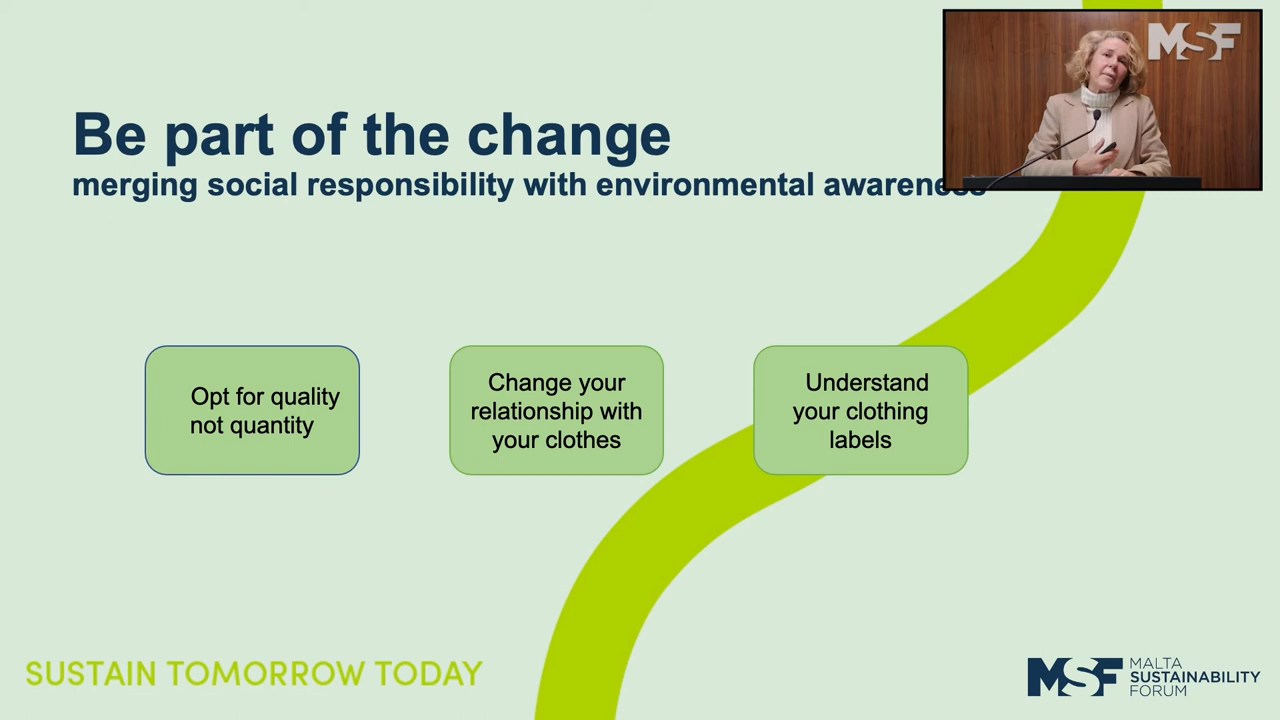 MSF
Be part of the change
merging social responsibility with environmental awareness
Opt for quality
not quantity
Change your
relationship with
your clothes
Understand
your clothing
labels
SUSTAIN TOMORROW TODAY
MSF
MALTA
SUSTAINABILITY
FORUM